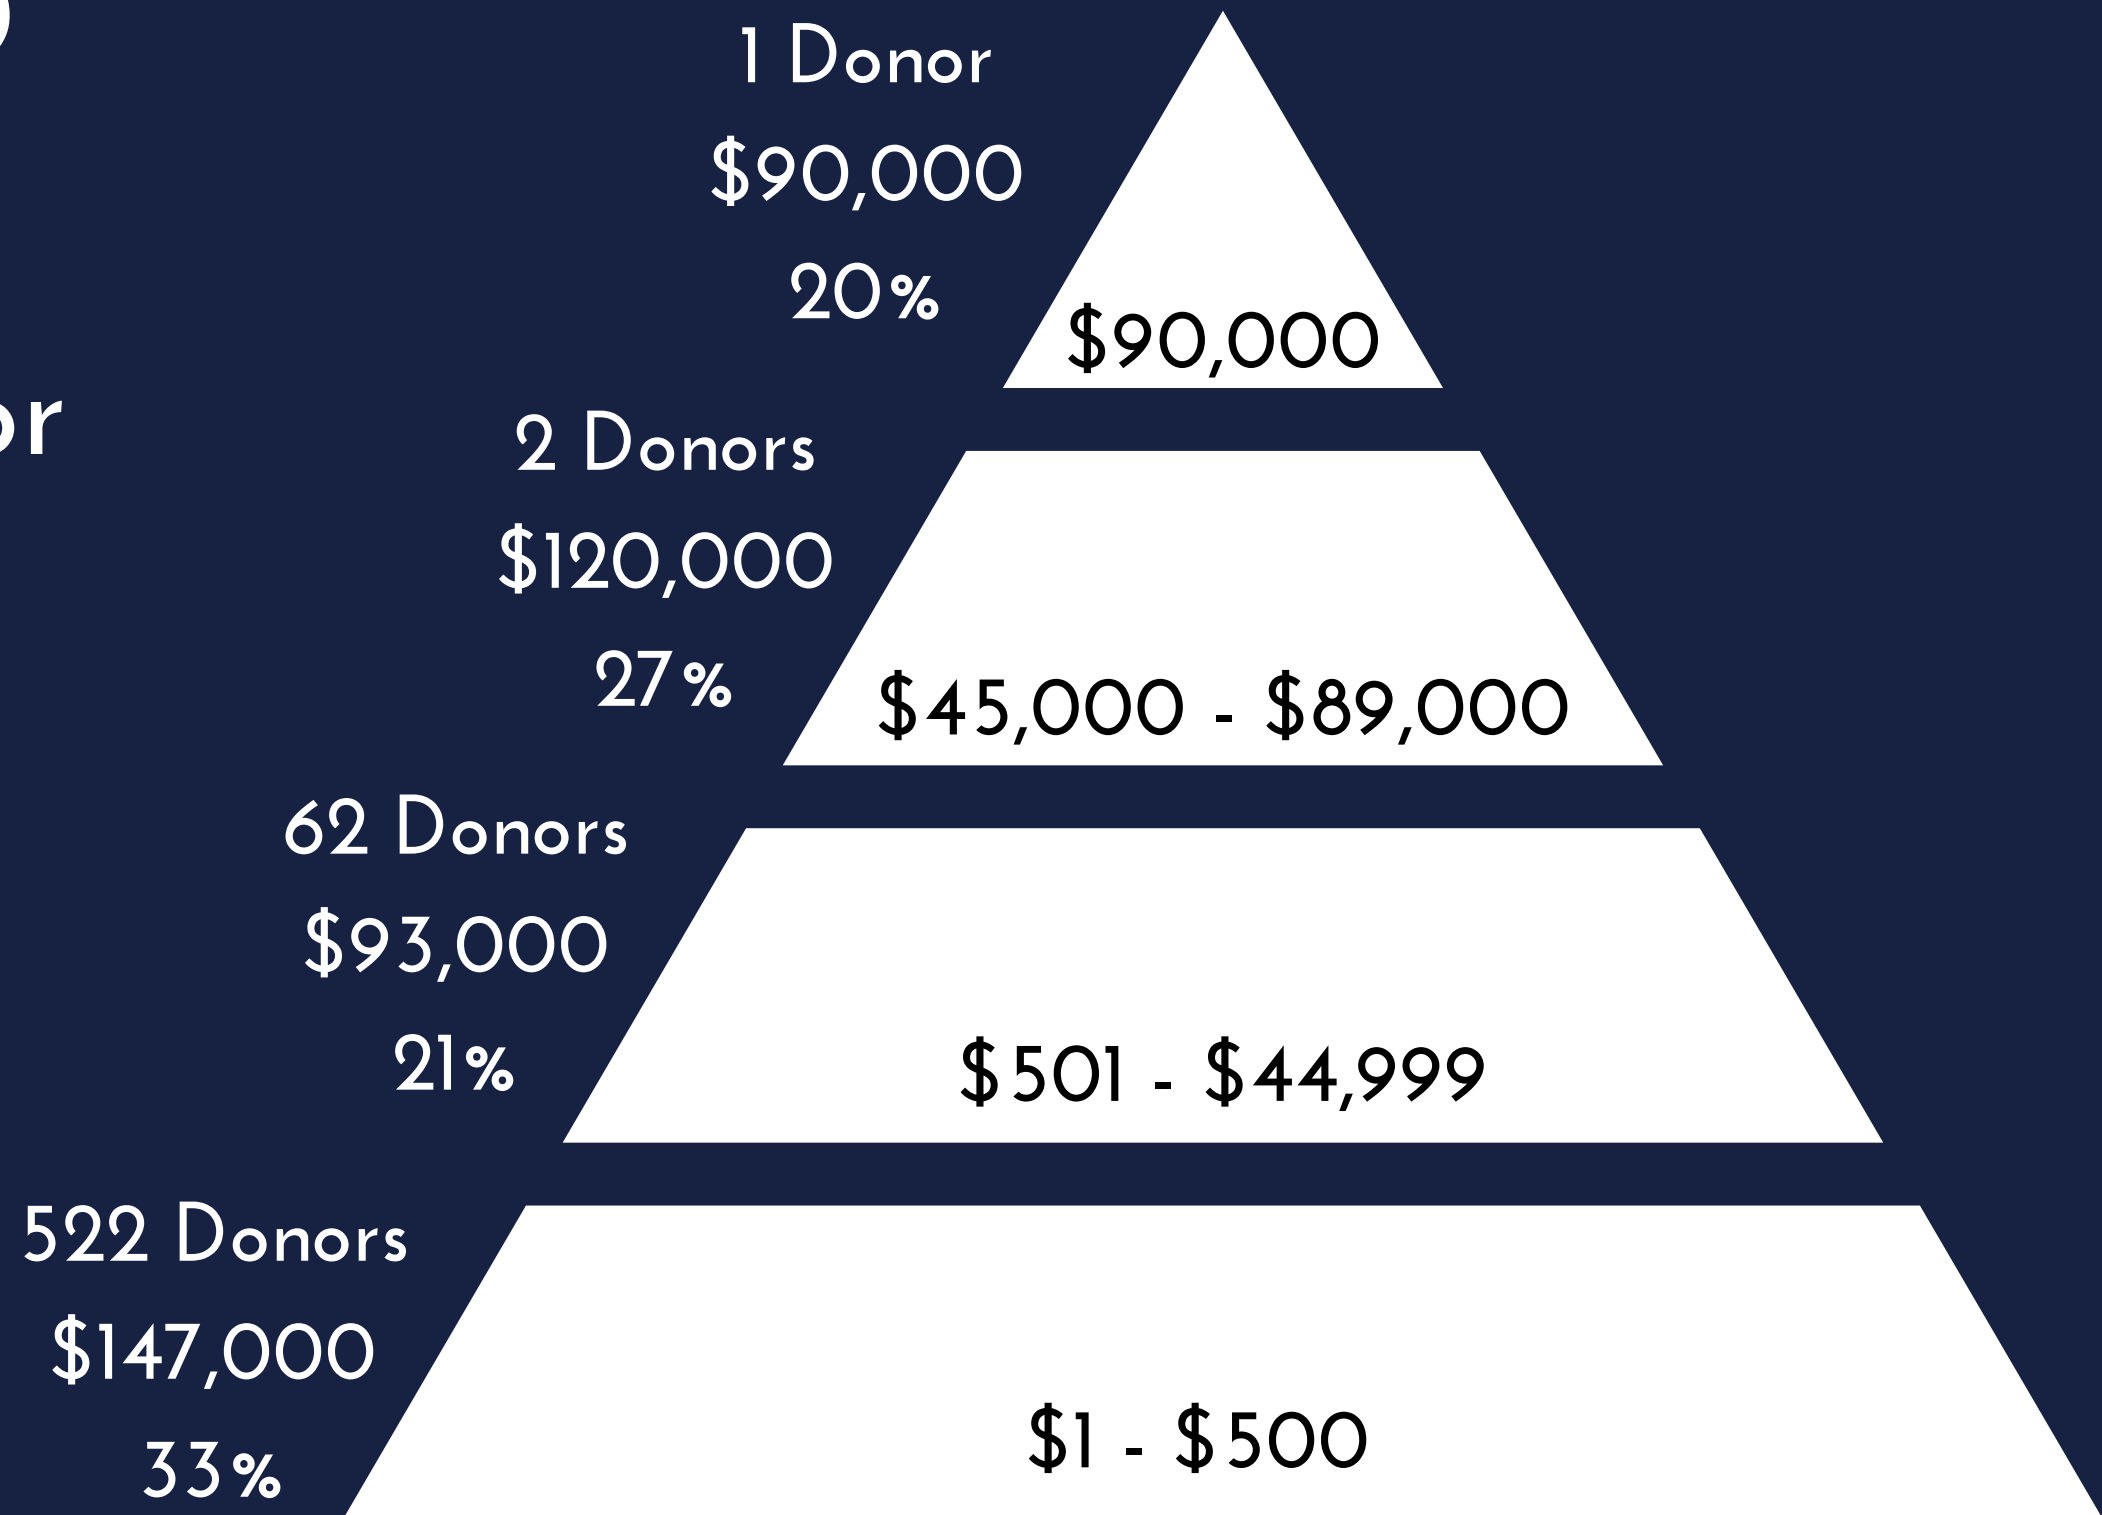 1 Donor
$90,000
20%
$90,000
or
2 Donors
$120,000
27%
$45,000 - $89,000
62 Donors
$93,000
21%
$501 - $44,999
522 Donors
$147,000
33%
$1 - $500